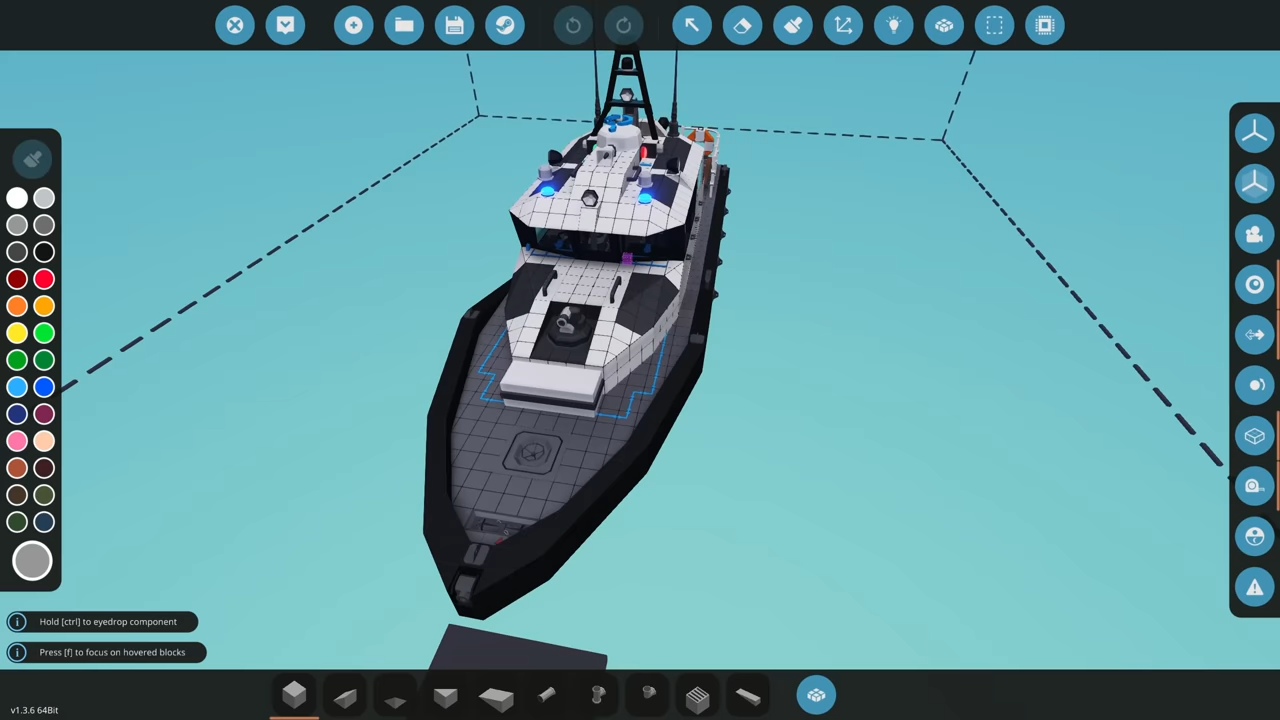 Hold [ctrl] to eyedrop component
Press [f] to focus on hovered blocks
v1.3.6 64Bit